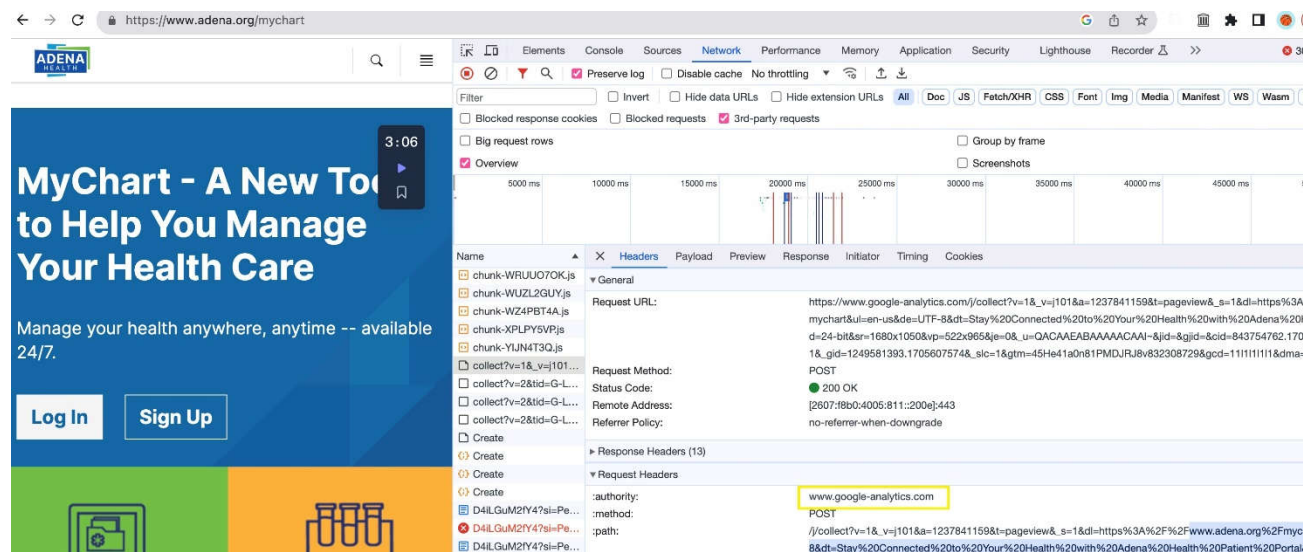 https://www.adena.org/mychart
ADENA
HEALTH
3:06
MyChart - A New Too
to Help You Manage
Your Health Care
Manage your health anywhere, anytime -- available
24/7.
Log In Sign Up
Elements Console Sources Network Performance Memory Application Security Lighthouse Recorder >>
Preserve log Disable cache No throttling
Filter Invert Hide data URLs Hide extension URLs All Doc JS Fetch/XHR CSS Font Img Media Manifest WS Wasm
Blocked response cookies Blocked requests 3rd-party requests
Big request rows Group by frame
Overview Screenshots
5000 ms 10000 ms 15000 ms 20000 ms 25000 ms 30000 ms 35000 ms 40000 ms 45000 ms
Name
chunk-WRUUO7OK.js
chunk-WUZL2GUY.js
chunk-WZ4PBT4A.js
chunk-XPLPY5VP.js
chunk-YIJN4T3Q.js
collect?v=1&_v=j101...
collect?v=2&tid=G-L...
collect?v=2&tid=G-L...
collect?v=2&tid=G-L...
Create
Create
Create
Create
D4iLGuM2fY4?si=Pe...
D4iLGuM2fY4?si=Pe...
D4iLGuM2fY4?si=Pe...
Headers Payload Preview Response Initiator Timing Cookies
General
Request URL: https://www.google-analytics.com/j/collect?v=1&_v=j101&a=1237841159&t=pageview&_s=1&dl=https%3A
mychart&ul=en-us&de=UTF-8&dt=Stay%20Connected%20to%20Your%20Health%20with%20Adena%20
d=24-bit&sr=1680x1050&vp=522x965&je=0&_u=QACAAEABAAAAACAAI~&jid=&gjid=&cid=843754762.170
1&_gid=1249581393.1705607574&_slc=1&gtm=45He41a0n81PMDJRJ8v832308729&gcd=11l1l1l1l1&dma=
Request Method: POST
Status Code: 200 OK
Remote Address: [2607:f8b0:4005:811::200e]:443
Referrer Policy: no-referrer-when-downgrade
Response Headers (13)
Request Headers
:authority: www.google-analytics.com
:method: POST
:path: /j/collect?v=1&_v=j101&a=1237841159&t=pageview&_s=1&dl=https%3A%2F%2Fwww.adena.org%2Fmyc
8&dt=Stay%20Connected%20to%20Your%20Health%20with%20Adena%20Health%20Patient%20Portal